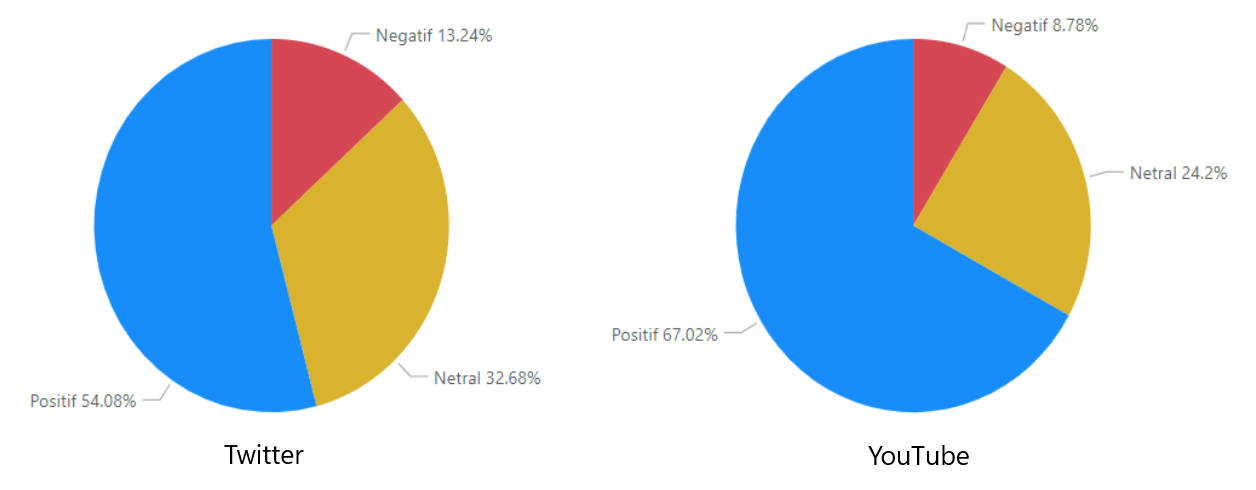 Negatif 13.24%
Netral 32.68%
Positif 54.08%
Twitter
Negatif 8.78%
Netral 24.2%
Positif 67.02%
YouTube